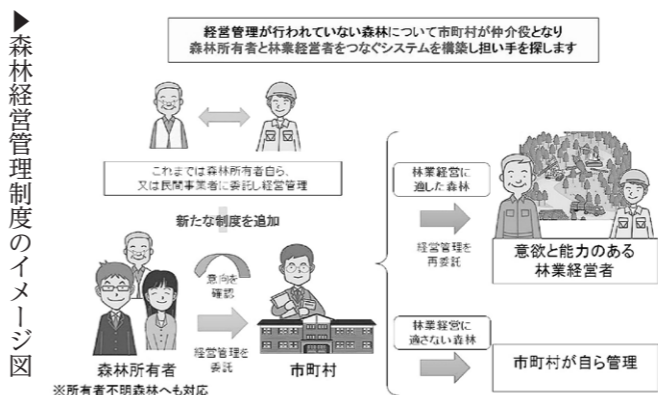 ▶森林経営管理制度のイメージ図
経営管理が行われていない森林について市町村が仲介役となり
森林所有者と林業経営者をつなぐシステムを構築し担い手を探します
これまでは森林所有者自ら、
又は民間事業者に委託し経営管理
新たな制度を追加
意向を
確認
経営管理を
委託
森林所有者
※所有者不明森林へも対応
市町村
林業経営に
適した森林
経営管理を
再委託
意欲と能力のある
林業経営者
林業経営に
適さない森林
市町村が自ら管理